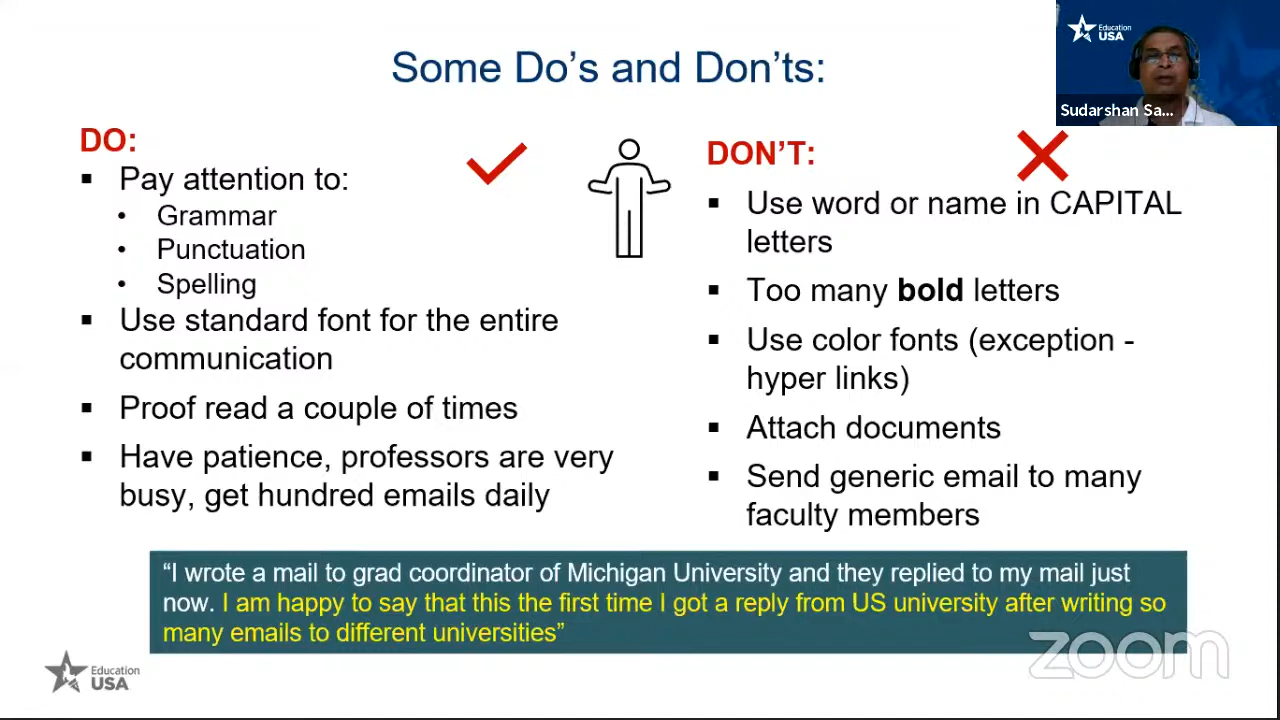 Education
USA
Sudarshan Sa...
Some Do's and Don'ts:
DO:
Pay attention to:
Grammar
Punctuation
Spelling
Use standard font for the entire
communication
Proof read a couple of times
Have patience, professors are very
busy, get hundred emails daily
DON'T:
Use word or name in CAPITAL
letters
Too many bold letters
Use color fonts (exception -
hyper links)
Attach documents
Send generic email to many
faculty members
“I wrote a mail to grad coordinator of Michigan University and they replied to my mail just
now. I am happy to say that this the first time I got a reply from US university after writing so
many emails to different universities”
Education
USA
zoom